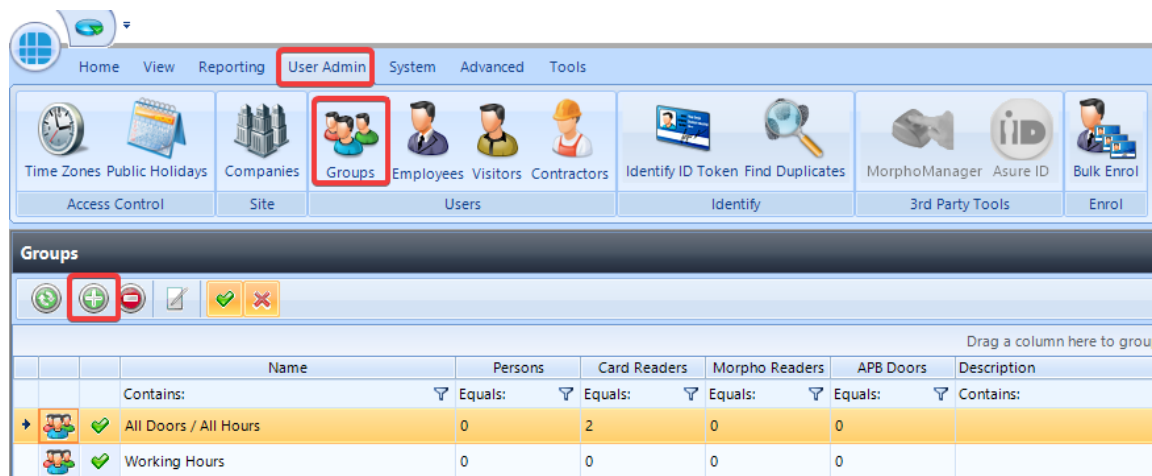 Home View Reporting User Admin System Advanced Tools
Time Zones Public Holidays Companies Groups Employees Visitors Contractors Identify ID Token Find Duplicates MorphoManager Asure ID Bulk Enrol
Access Control Site Users Identify 3rd Party Tools Enrol
Groups
Drag a column here to grou
Name Persons Card Readers Morpho Readers APB Doors Description
Contains: Equals: Equals: Equals: Equals: Contains:
All Doors / All Hours 0 2 0 0
Working Hours 0 0 0 0